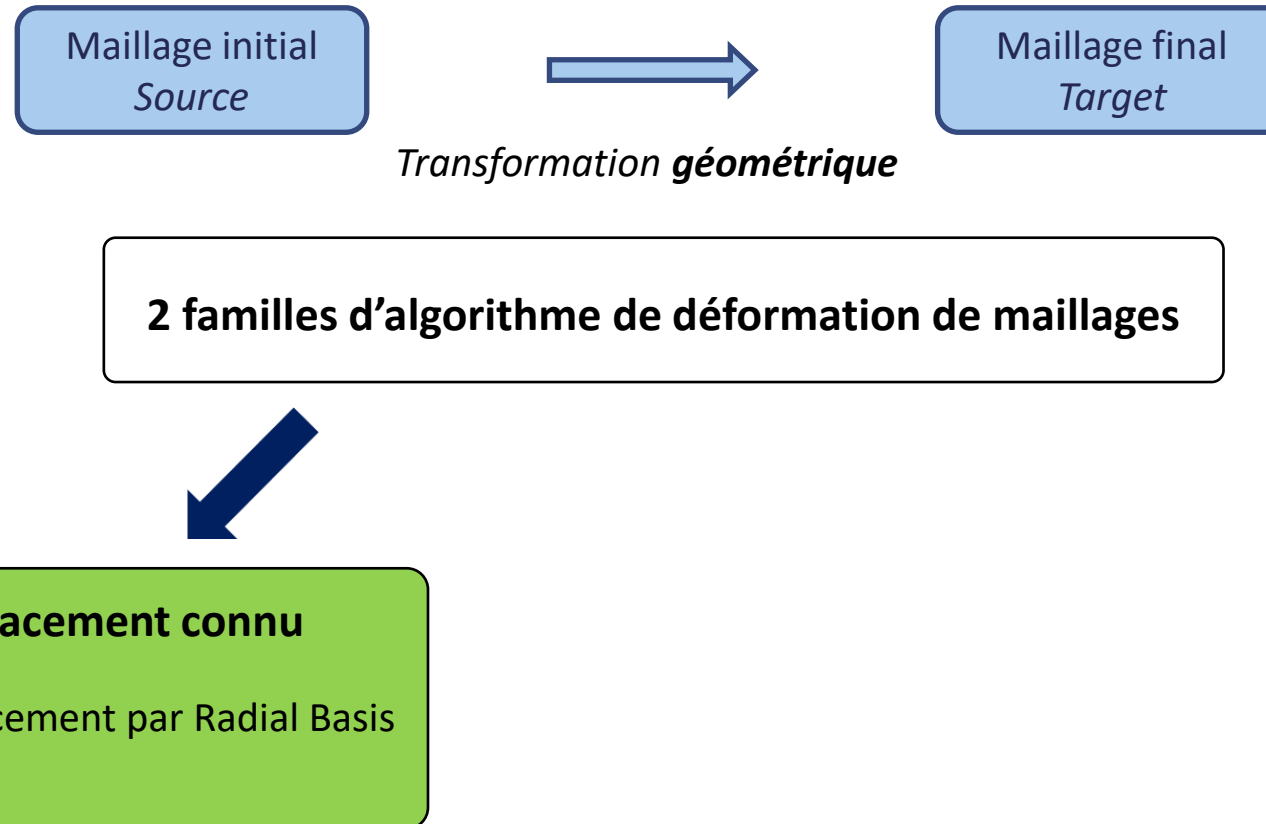 Maillage initial
Source
Maillage final
Target
Transformation géométrique
2 familles d’algorithme de déformation de maillages
acement connu
cement par Radial Basis